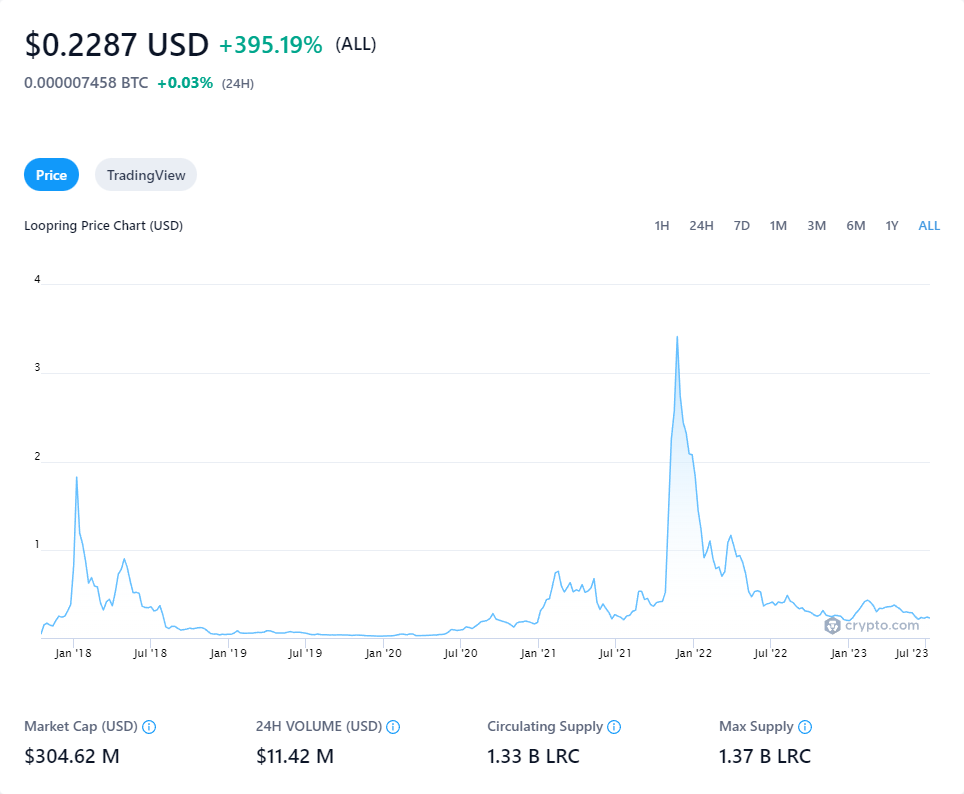 $0.2287 USD +395.19% (ALL)
0.000007458 BTC +0.03% (24H)
Price TradingView
Loopring Price Chart (USD) 1H 24H 7D 1M 3M 6M 1Y ALL
4
3
2
1
crypto.com
Jan '18 Jul '18 Jan '19 Jul '19 Jan '20 Jul '20 Jan '21 Jul '21 Jan '22 Jul '22 Jan '23 Jul '23
Market Cap (USD) 24H VOLUME (USD) Circulating Supply Max Supply
$304.62 M $11.42 M 1.33 B LRC 1.37 B LRC